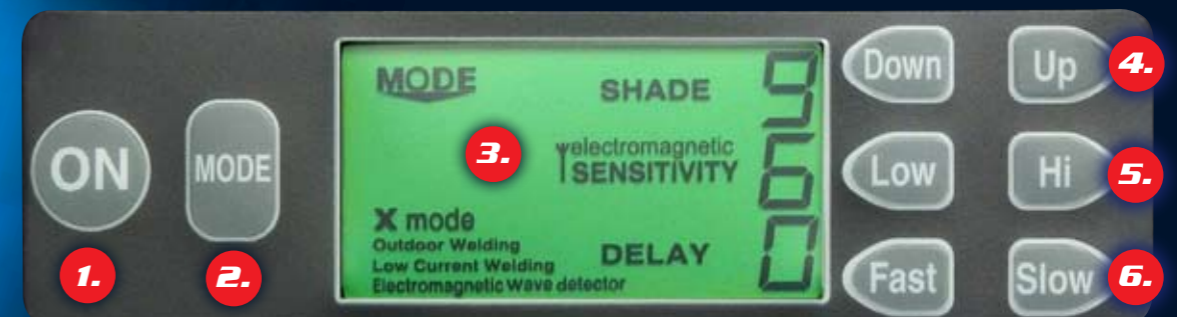 MODE
SHADE 9
Down Up 4.
ON MODE
3.
electromagnetic
SENSITIVITY 6
Low Hi 5.
X mode
Outdoor Welding
Low Current Welding
Electromagnetic Wave detector
DELAY 0
Fast Slow 6.
1. 2.